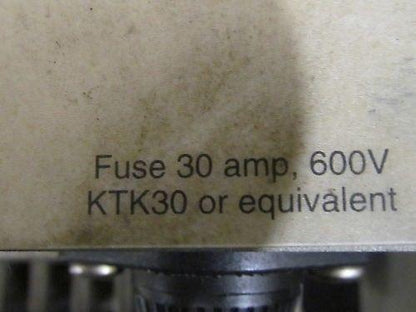 Fuse 30 amp, 600V
KTK30 or equivalent